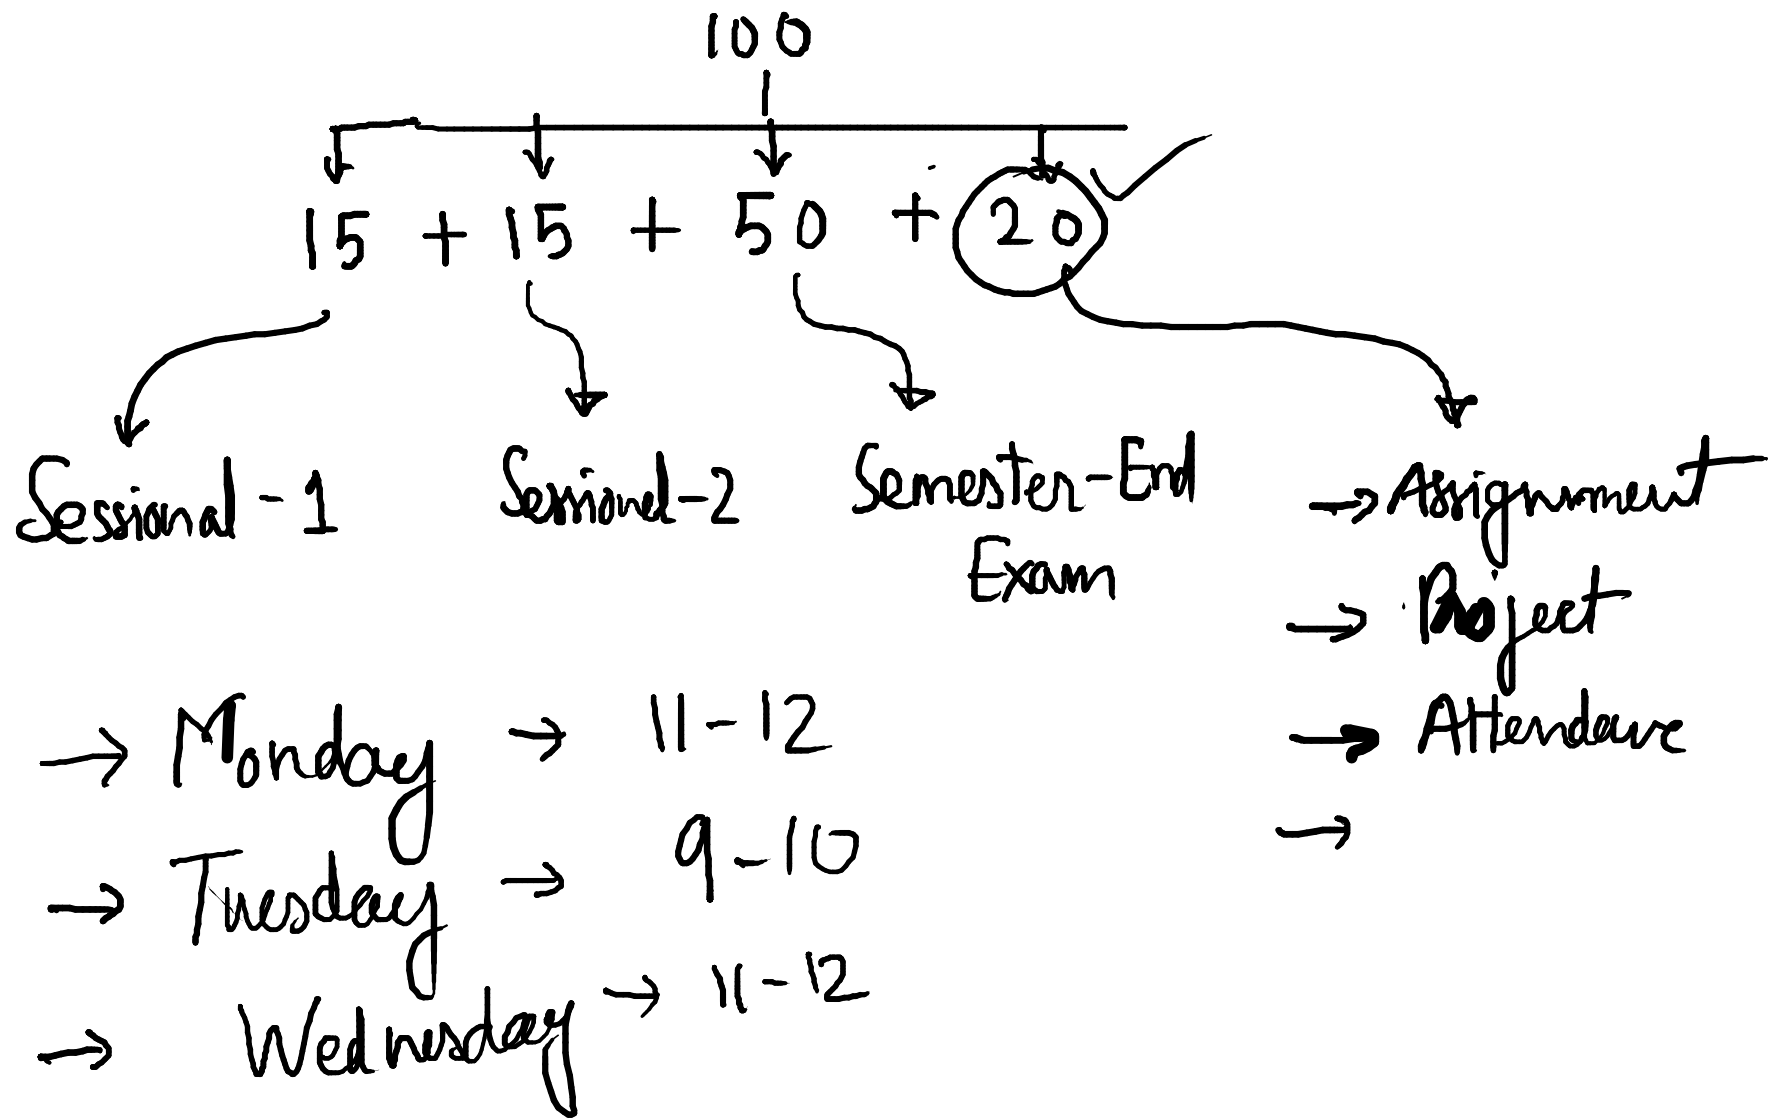 100
15 + 15 + 50 + 20
Sessional - 1
Sessional - 2
Semester - End
Exam
→ Assignment
→ Project
→ Attendance
→
→ Monday → 11 - 12
→ Tuesday → 9 - 10
→ Wednesday → 11 - 12